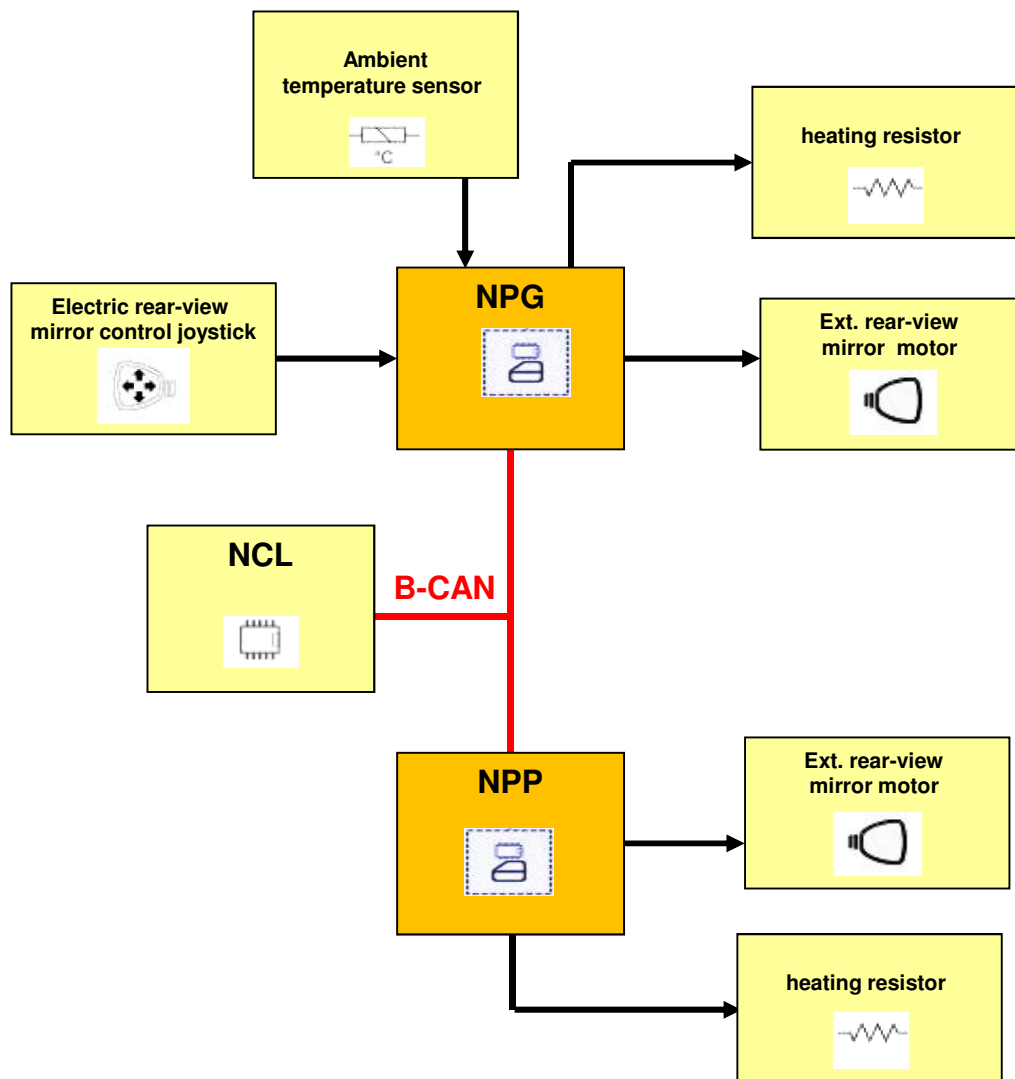 Ambient
temperature sensor
°C
heating resistor
Electric rear-view
mirror control joystick
NPG
Ext. rear-view
mirror motor
NCL
B-CAN
NPP
Ext. rear-view
mirror motor
heating resistor